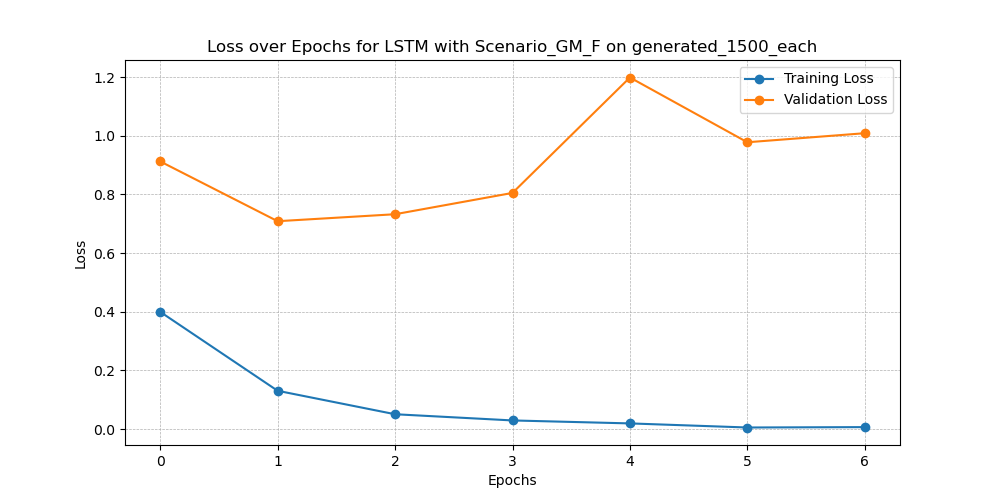 Loss over Epochs for LSTM with Scenario_GM_F on generated_1500_each
Training Loss
Validation Loss
1.2
1.0
0.8
0.6
0.4
0.2
0.0
Loss
0 1 2 3 4 5 6
Epochs